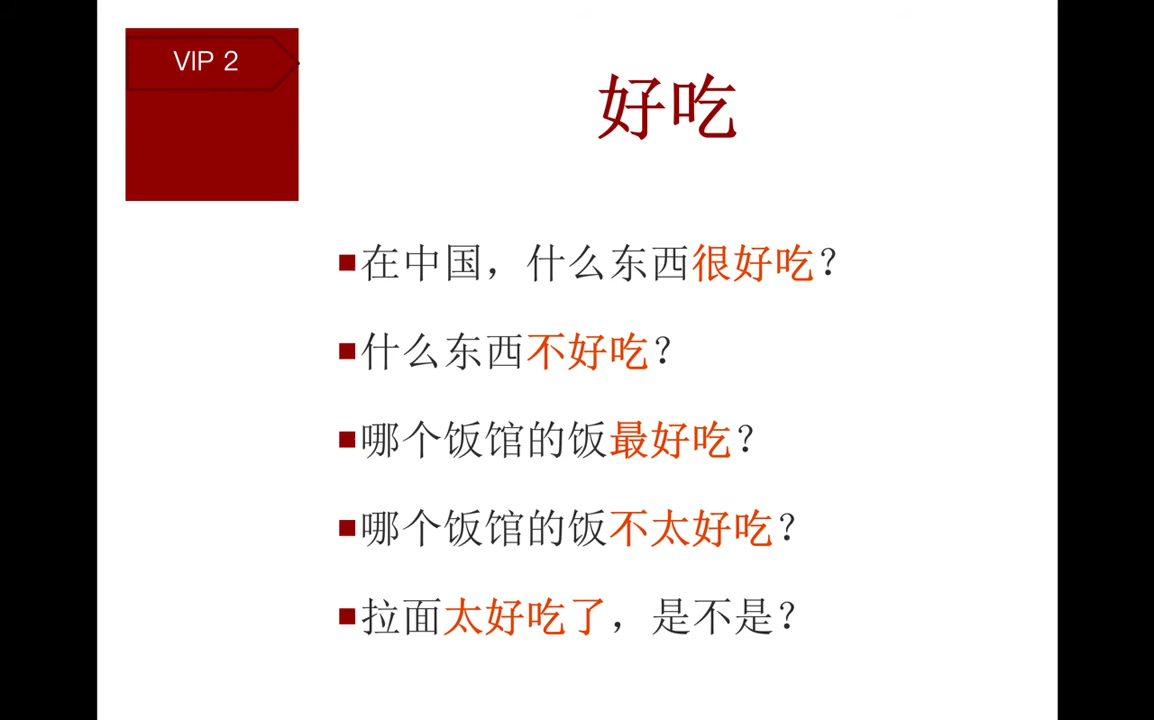 VIP 2
好吃
在中国，什么东西很好吃？
什么东西不好吃？
哪个饭馆的饭最好吃？
哪个饭馆的饭不太好吃？
拉面太好吃了，是不是？